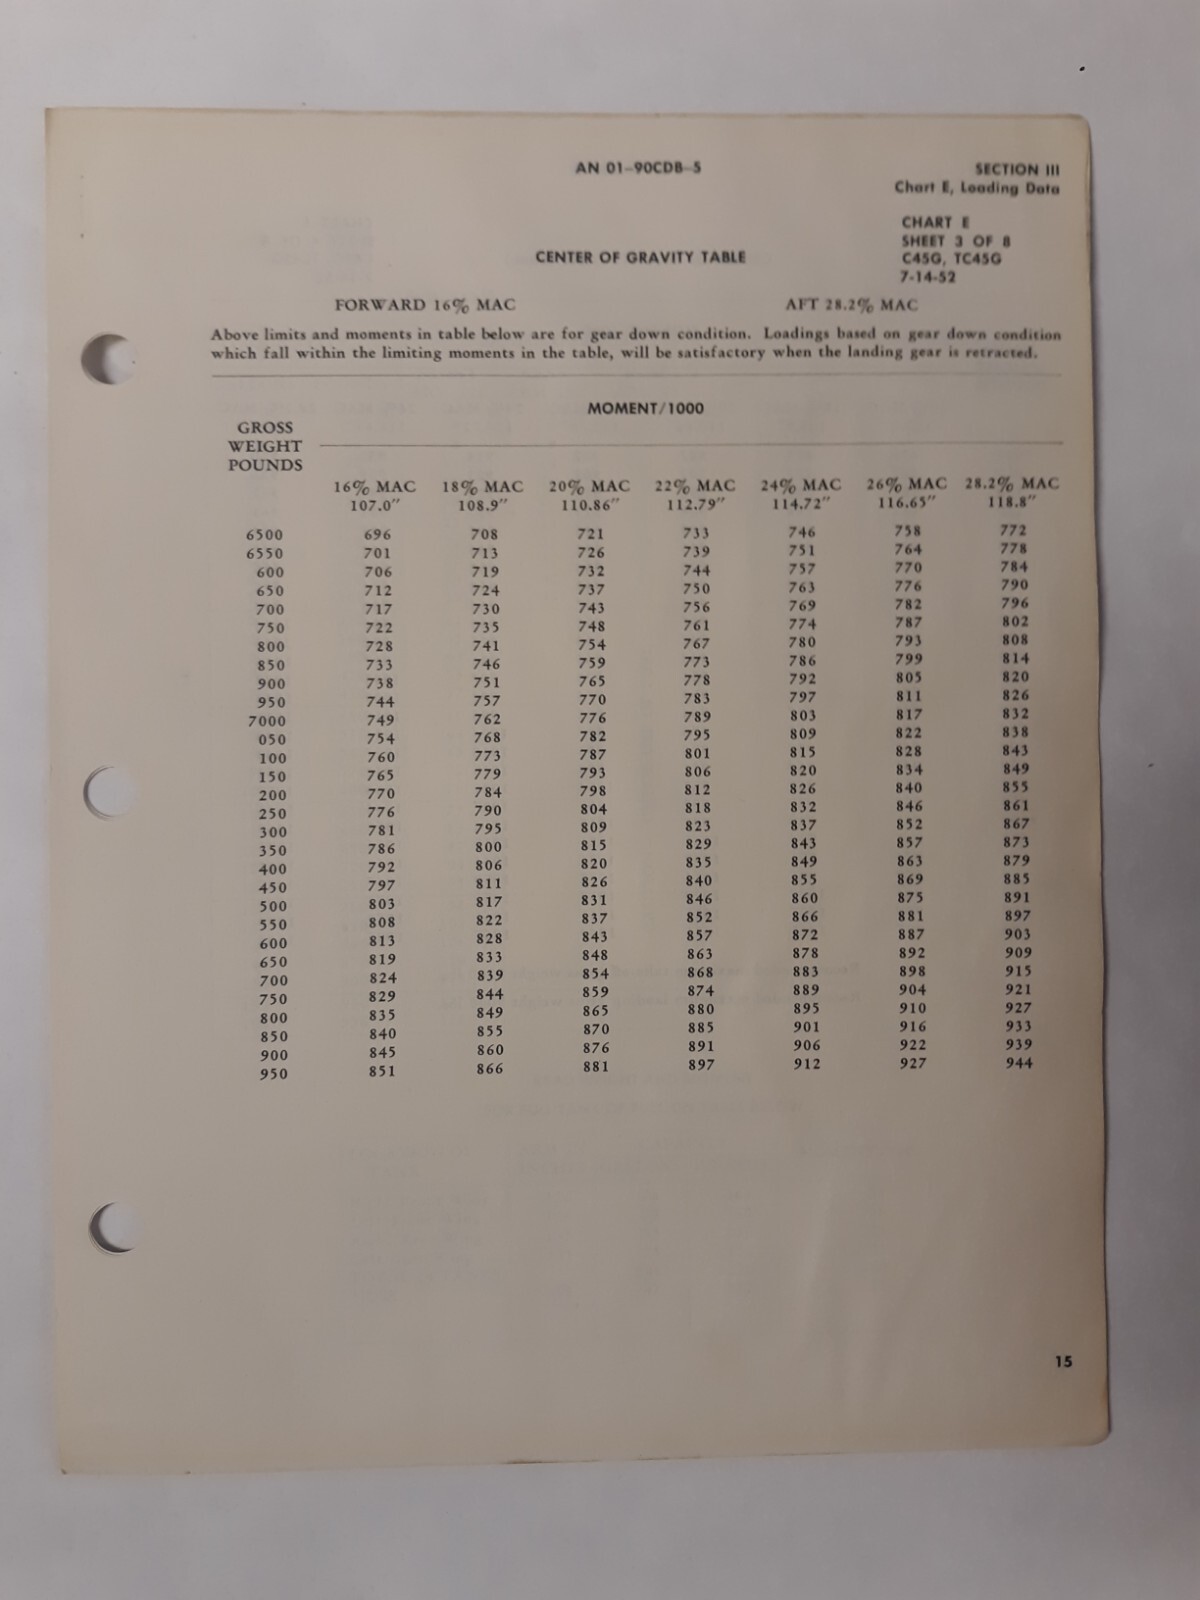 AN 01-90CDB-5
SECTION III
Chart E, Loading Data
CHART E
SHEET 3 OF 8
C45G, TC45G
7-14-52
CENTER OF GRAVITY TABLE
FORWARD 16% MAC AFT 28.2% MAC
Above limits and moments in table below are for gear down condition. Loadings based on gear down condition
which fall within the limiting moments in the table, will be satisfactory when the landing gear is retracted.
MOMENT/1000
GROSS
WEIGHT
POUNDS
16% MAC 18% MAC 20% MAC 22% MAC 24% MAC 26% MAC 28.2% MAC
107.0" 108.9" 110.86" 112.79" 114.72" 116.65" 118.8"
6500 696 708 721 733 746 758 772
6550 701 713 726 739 751 764 778
600 706 719 732 744 757 770 784
650 712 724 737 750 763 776 790
700 717 730 743 756 769 782 796
750 722 735 748 761 774 787 802
800 728 741 754 767 780 793 808
850 733 746 759 773 786 799 814
900 738 751 765 778 792 805 820
950 744 757 770 783 797 811 826
7000 749 762 776 789 803 817 832
050 754 768 782 795 809 822 838
100 760 773 787 801 815 828 843
150 765 779 793 806 820 834 849
200 770 784 798 812 826 840 855
250 776 790 804 818 832 846 861
300 781 795 809 823 837 852 867
350 786 800 815 829 843 857 873
400 792 806 820 835 849 863 879
450 797 811 826 840 855 869 885
500 803 817 831 846 860 875 891
550 808 822 837 852 866 881 897
600 813 828 843 857 872 887 903
650 819 833 848 863 878 892 909
700 824 839 854 868 883 898 915
750 829 844 859 874 889 904 921
800 835 849 865 880 895 910 927
850 840 855 870 885 901 916 933
900 845 860 876 891 906 922 939
950 851 866 881 897 912 927 944
15